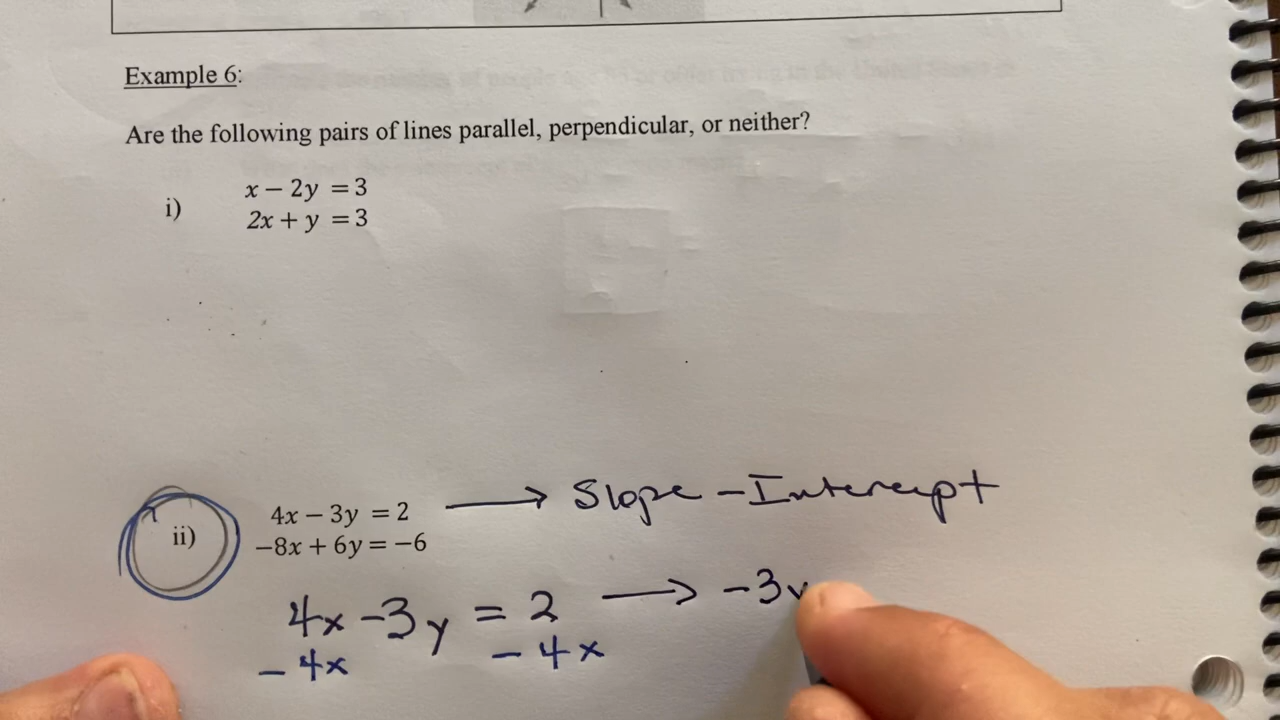 Example 6:
Are the following pairs of lines parallel, perpendicular, or neither?
i)
x − 2y = 3
2x + y = 3
ii)
4x − 3y = 2 ⟶ Slope - Intercept
−8x + 6y = −6
4x - 3y = 2 ⟶ -3y
- 4x - 4x